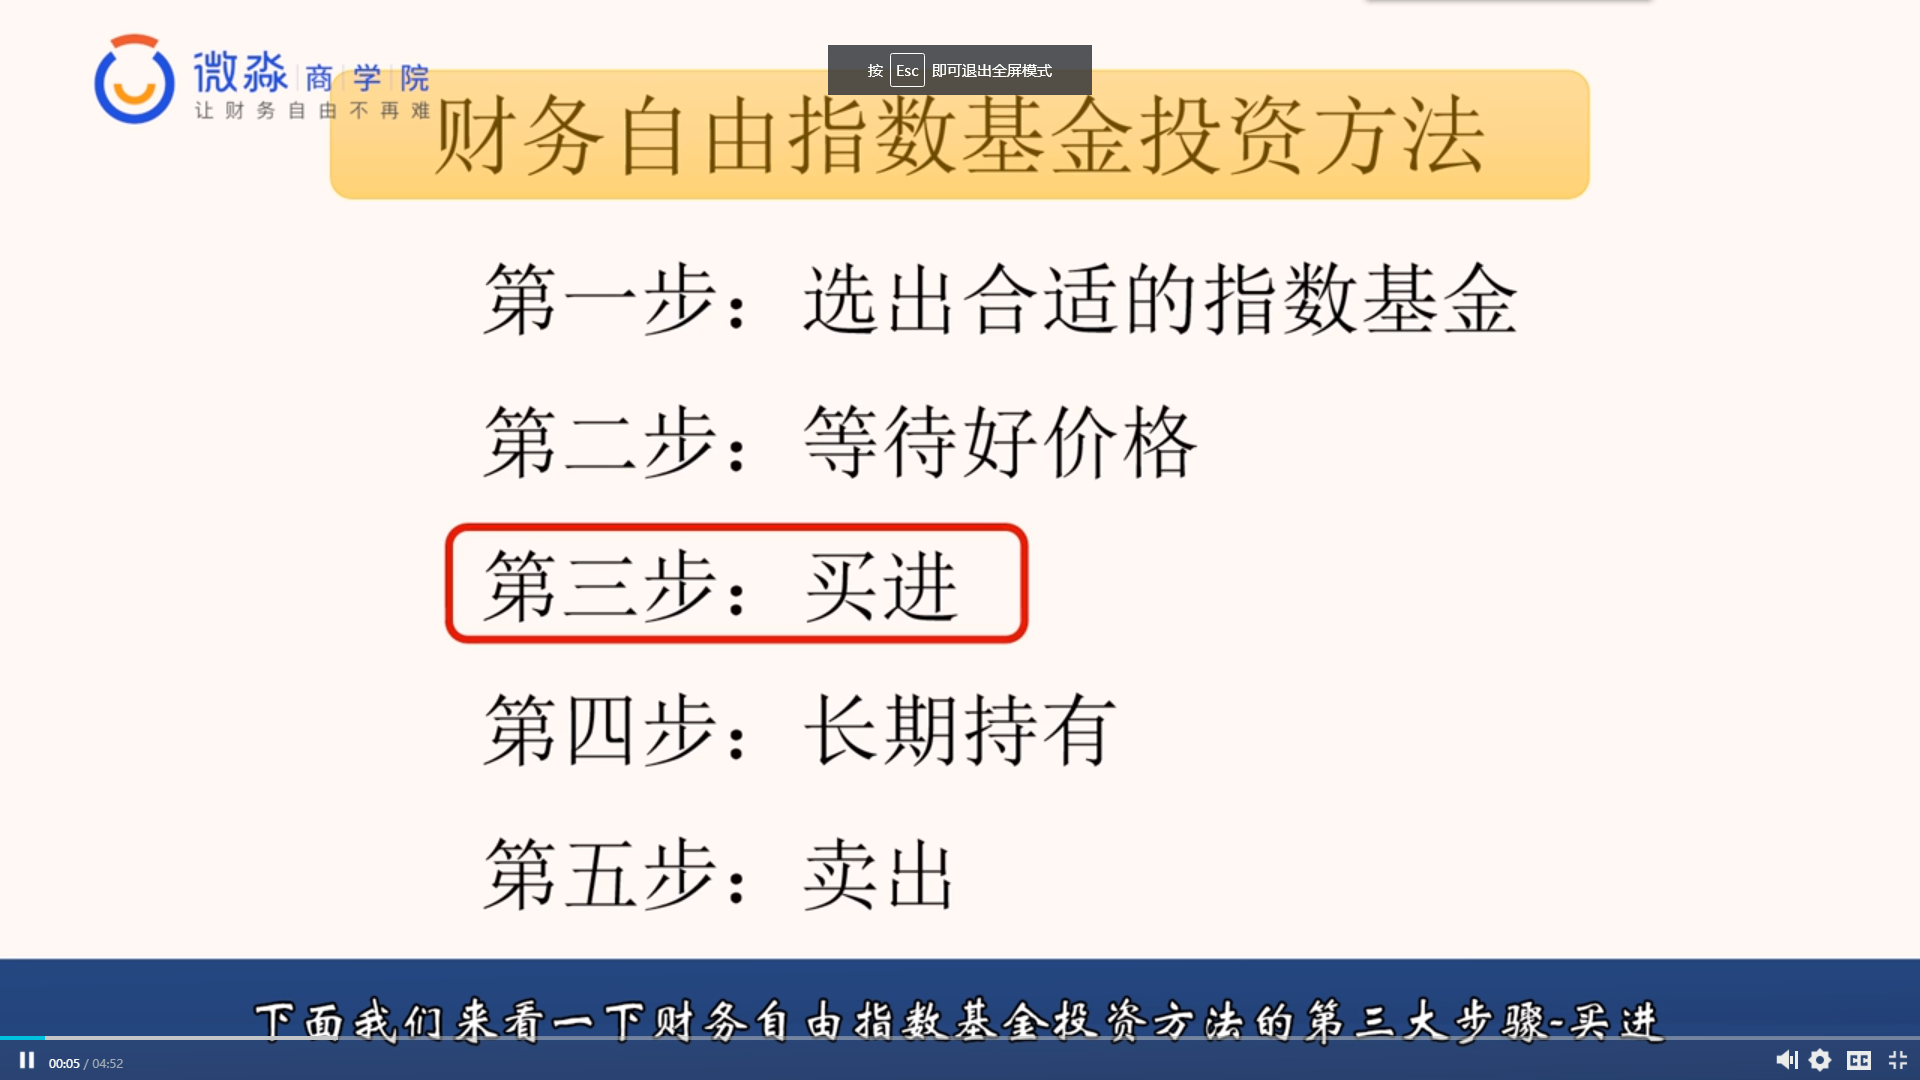 微淼商学院
让财务自由不再难
按 Esc 即可退出全屏模式
财务自由指数基金投资方法
第一步：选出合适的指数基金
第二步：等待好价格
第三步：买进
第四步：长期持有
第五步：卖出
下面我们来看一下财务自由指数基金投资方法的第三大步骤-买进
00:05 / 04:52
CC